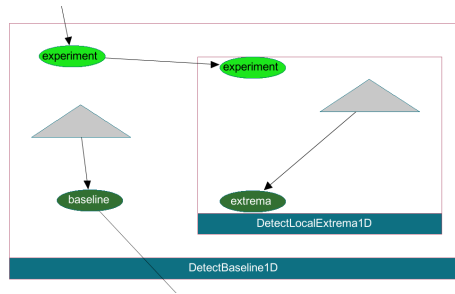 experiment
experiment
baseline
extrema
DetectLocalExtrema1D
DetectBaseline1D